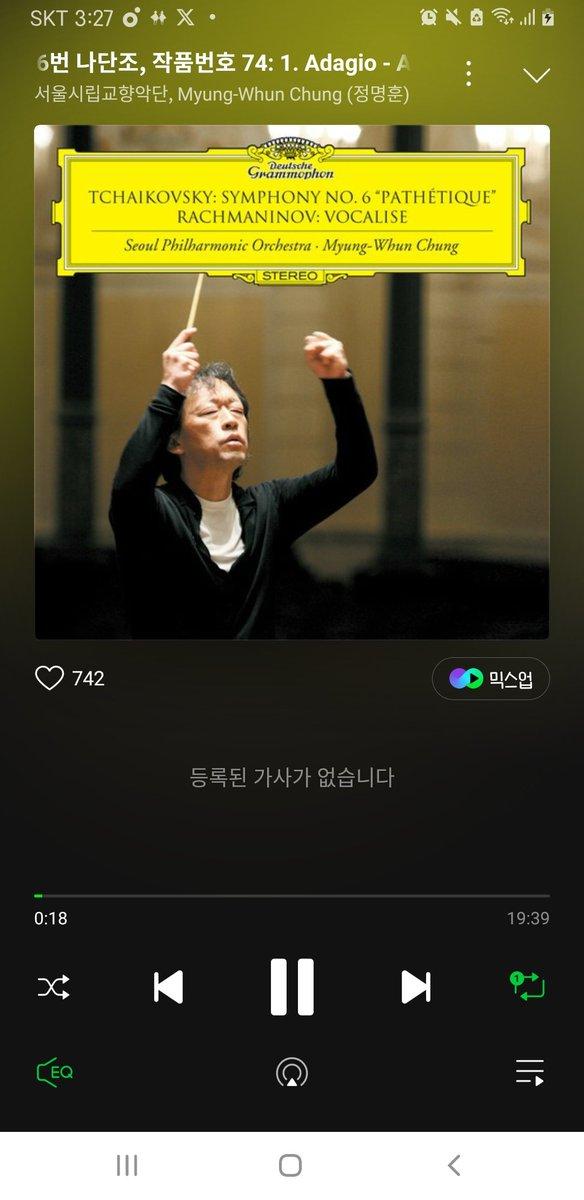 SKT 3:27
6번 나단조, 작품번호 74: 1. Adagio - A
서울시립교향악단, Myung-Whun Chung (정명훈)
Deutsche
Grammophon
TCHAIKOVSKY: SYMPHONY NO. 6 “PATHÉTIQUE”
RACHMANINOV: VOCALISE
Seoul Philharmonic Orchestra · Myung-Whun Chung
STEREO
742
믹스업
등록된 가사가 없습니다
0:18
19:39
1
EQ